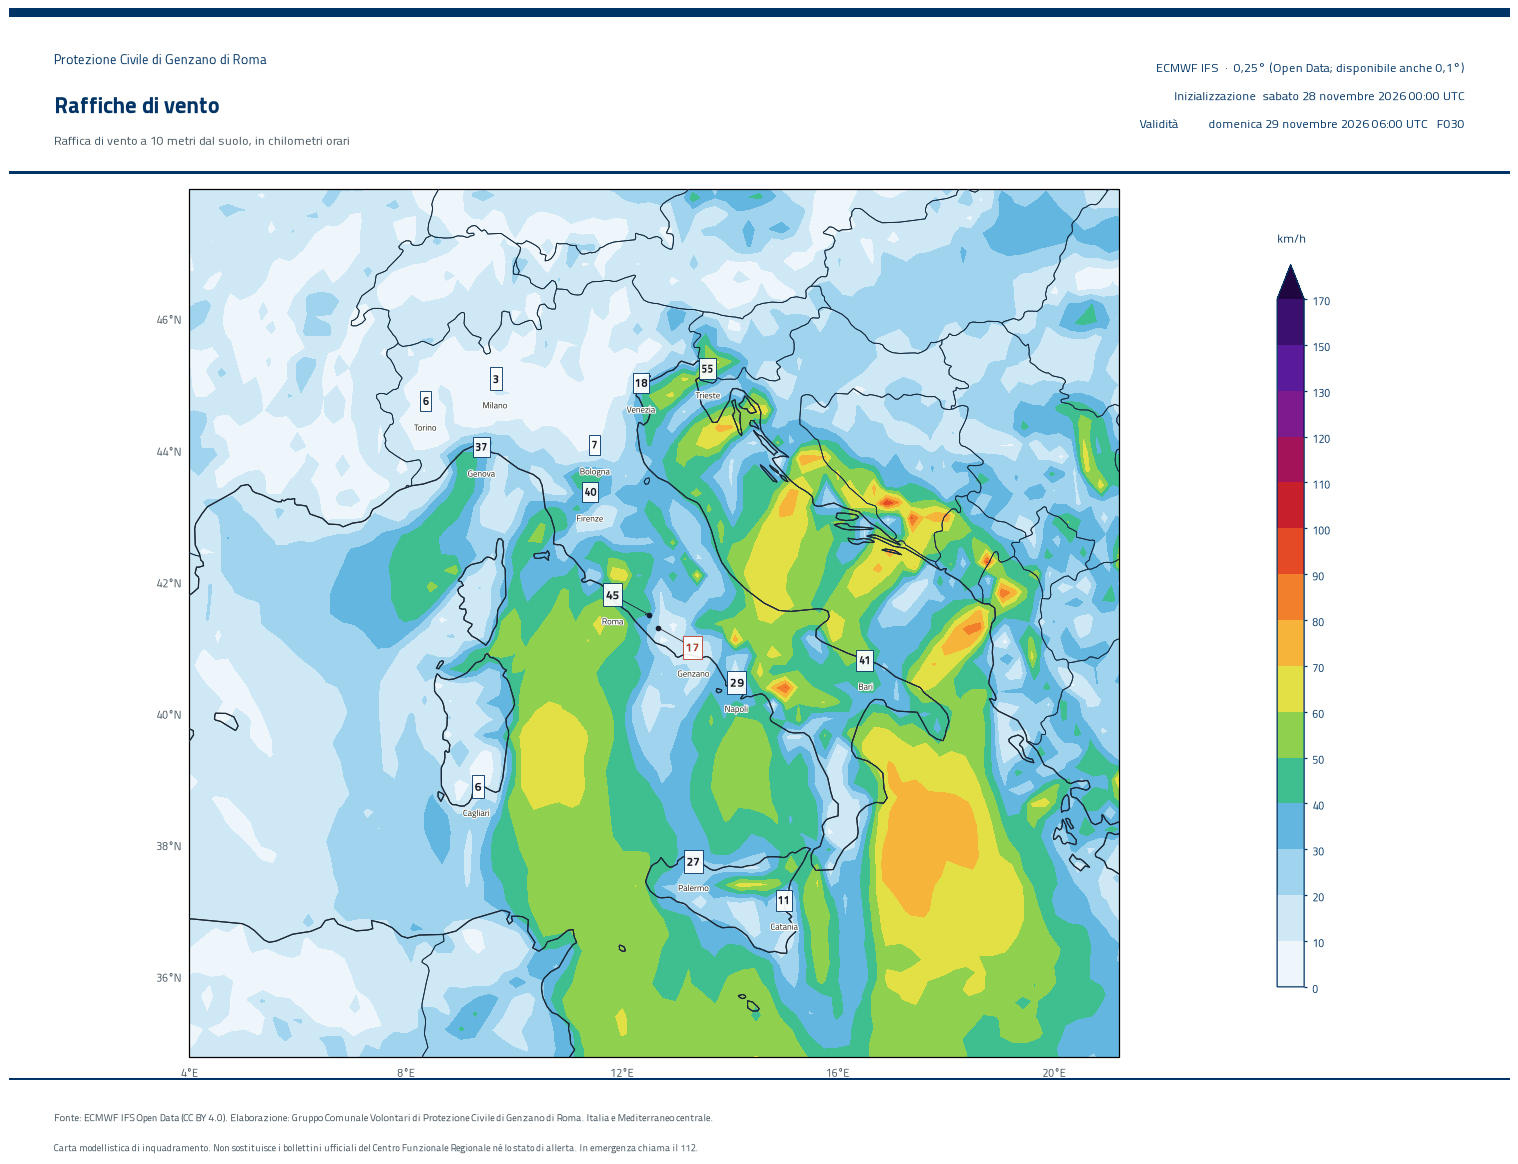 Protezione Civile di Genzano di Roma
Raffiche di vento
Raffica di vento a 10 metri dal suolo, in chilometri orari
ECMWF IFS · 0,25° (Open Data; disponibile anche 0,1°)
Inizializzazione sabato 28 novembre 2026 00:00 UTC
Validità domenica 29 novembre 2026 06:00 UTC F030
km/h
170
150
130
120
110
100
90
80
70
60
50
40
30
20
10
0
46°N
44°N
42°N
40°N
38°N
36°N
4°E
8°E
12°E
16°E
20°E
3
Milano
6
Torino
18
Venezia
55
Trieste
37
Genova
7
Bologna
40
Firenze
45
Roma
17
Genzano
29
Napoli
41
Bari
6
Cagliari
27
Palermo
11
Catania
Fonte: ECMWF IFS Open Data (CC BY 4.0). Elaborazione: Gruppo Comunale Volontari di Protezione Civile di Genzano di Roma. Italia e Mediterraneo centrale.
Carta modellistica di inquadramento. Non sostituisce i bollettini ufficiali del Centro Funzionale Regionale né lo stato di allerta. In emergenza chiama il 112.